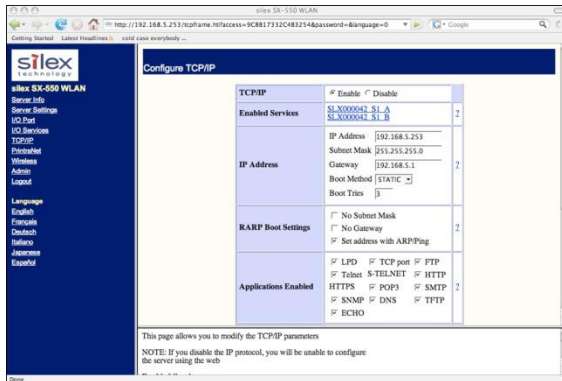 silex SX-550 WLAN
http://192.168.5.253/tcpframe.htl?access=9C8B17332C483254&password=&language=0
Google
Getting Started Latest Headlines cold case everybody ...
silex
technology
silex SX-550 WLAN
Server Info
Server Settings
I/O Port
I/O Services
TCP/IP
PrintraNet
Wireless
Admin
Logout
Language
English
Français
Deutsch
Italiano
Japanese
Español
Configure TCP/IP
TCP/IP Enable Disable
Enabled Services SLX000042_S1_A
SLX000042_S1_B ?
IP Address
IP Address 192.168.5.253
Subnet Mask 255.255.255.0
Gateway 192.168.5.1
Boot Method STATIC
Boot Tries 3
?
RARP Boot Settings
No Subnet Mask
No Gateway
Set address with ARP/Ping
?
Applications Enabled
LPD TCP port FTP
Telnet S-TELNET HTTP
HTTPS POP3 SMTP
SNMP DNS TFTP
ECHO
?
This page allows you to modify the TCP/IP parameters
NOTE: If you disable the IP protocol, you will be unable to configure
the server using the web
Done